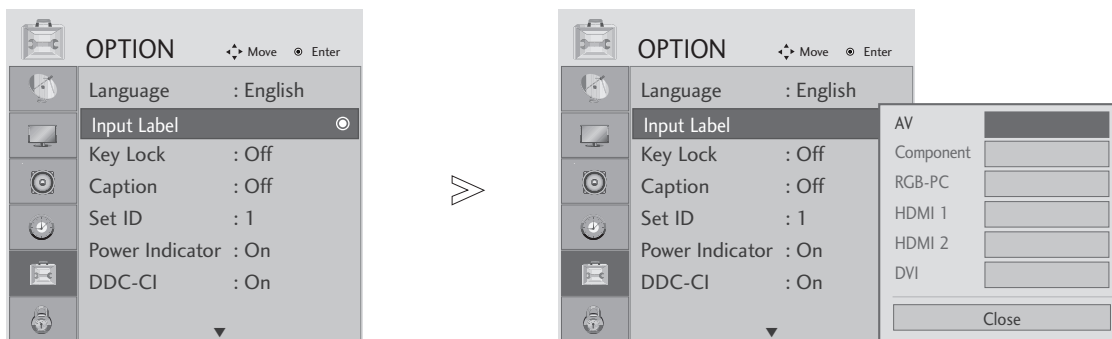 OPTION Move Enter
Language : English
Input Label
Key Lock : Off
Caption : Off
Set ID : 1
Power Indicator : On
DDC-CI : On
OPTION Move Enter
Language : English
Input Label
Key Lock : Off
Caption : Off
Set ID : 1
Power Indicator : On
DDC-CI : On
AV
Component
RGB-PC
HDMI 1
HDMI 2
DVI
Close